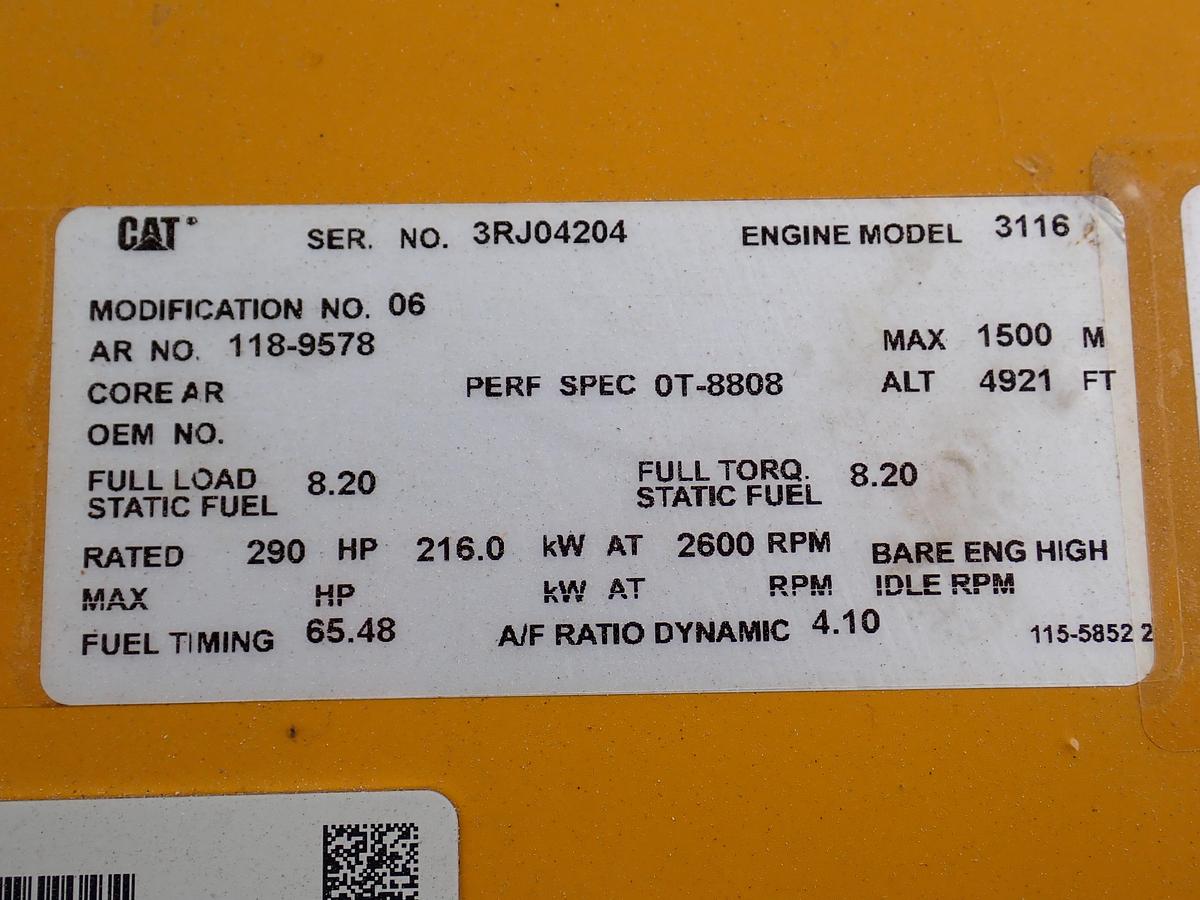 CAT® SER. NO. 3RJ04204 ENGINE MODEL 3116
MODIFICATION NO. 06
AR NO. 118-9578 MAX 1500 M
CORE AR PERF SPEC 0T-8808 ALT 4921 FT
OEM NO.
FULL LOAD 8.20 FULL TORQ. 8.20
STATIC FUEL STATIC FUEL
RATED 290 HP 216.0 kW AT 2600 RPM BARE ENG HIGH
MAX HP kW AT RPM IDLE RPM
FUEL TIMING 65.48 A/F RATIO DYNAMIC 4.10 115-5852 2